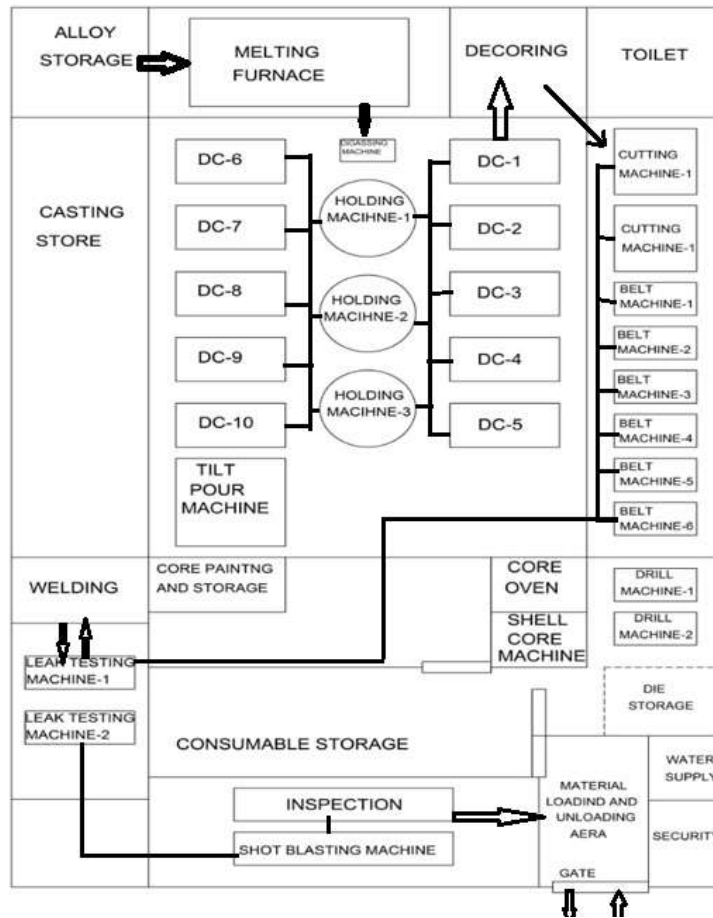 ALLOY
STORAGE
MELTING
FURNACE
DECORING
TOILET
DIGASSING
MACHINE
CASTING
STORE
DC-6
DC-7
DC-8
DC-9
DC-10
TILT
POUR
MACHINE
HOLDING
MACIHNE-1
HOLDING
MACIHNE-2
HOLDING
MACIHNE-3
DC-1
DC-2
DC-3
DC-4
DC-5
CUTTING
MACHINE-1
CUTTING
MACHINE-1
BELT
MACHINE-1
BELT
MACHINE-2
BELT
MACHINE-3
BELT
MACHINE-4
BELT
MACHINE-5
BELT
MACHINE-6
WELDING
CORE PAINTNG
AND STORAGE
CORE
OVEN
SHELL
CORE
MACHINE
DRILL
MACHINE-1
DRILL
MACHINE-2
LEAK TESTING
MACHINE-1
LEAK TESTING
MACHINE-2
DIE
STORAGE
CONSUMABLE STORAGE
WATER
SUPPLY
MATERIAL
LOADIND AND
UNLOADING
AERA
SECURITY
INSPECTION
SHOT BLASTING MACHINE
GATE